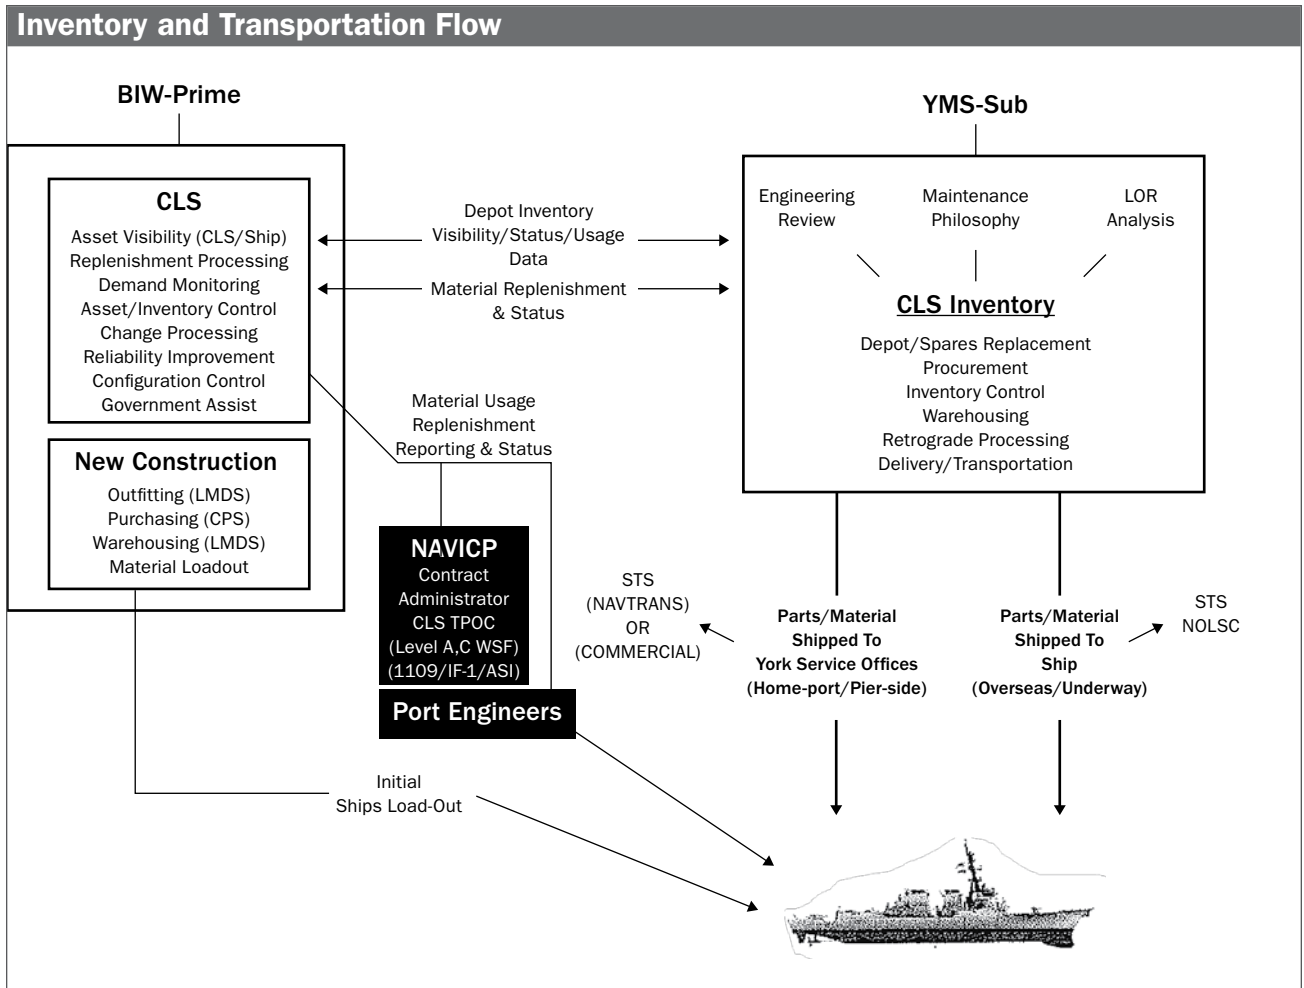 Inventory and Transportation Flow
BIW-Prime
CLS
Asset Visibility (CLS/Ship)
Replenishment Processing
Demand Monitoring
Asset/Inventory Control
Change Processing
Reliability Improvement
Configuration Control
Government Assist
New Construction
Outfitting (LMDS)
Purchasing (CPS)
Warehousing (LMDS)
Material Loadout
Depot Inventory
Visibility/Status/Usage
Data
Material Replenishment
& Status
Material Usage
Replenishment
Reporting & Status
NAVICP
Contract
Administrator
CLS TPOC
(Level A,C WSF)
(1109/IF-1/ASI)
Port Engineers
Initial
Ships Load-Out
YMS-Sub
Engineering
Review
Maintenance
Philosophy
LOR
Analysis
CLS Inventory
Depot/Spares Replacement
Procurement
Inventory Control
Warehousing
Retrograde Processing
Delivery/Transportation
STS
(NAVTRANS)
OR
(COMMERCIAL)
Parts/Material
Shipped To
York Service Offices
(Home-port/Pier-side)
Parts/Material
Shipped To
Ship
(Overseas/Underway)
STS
NOLSC